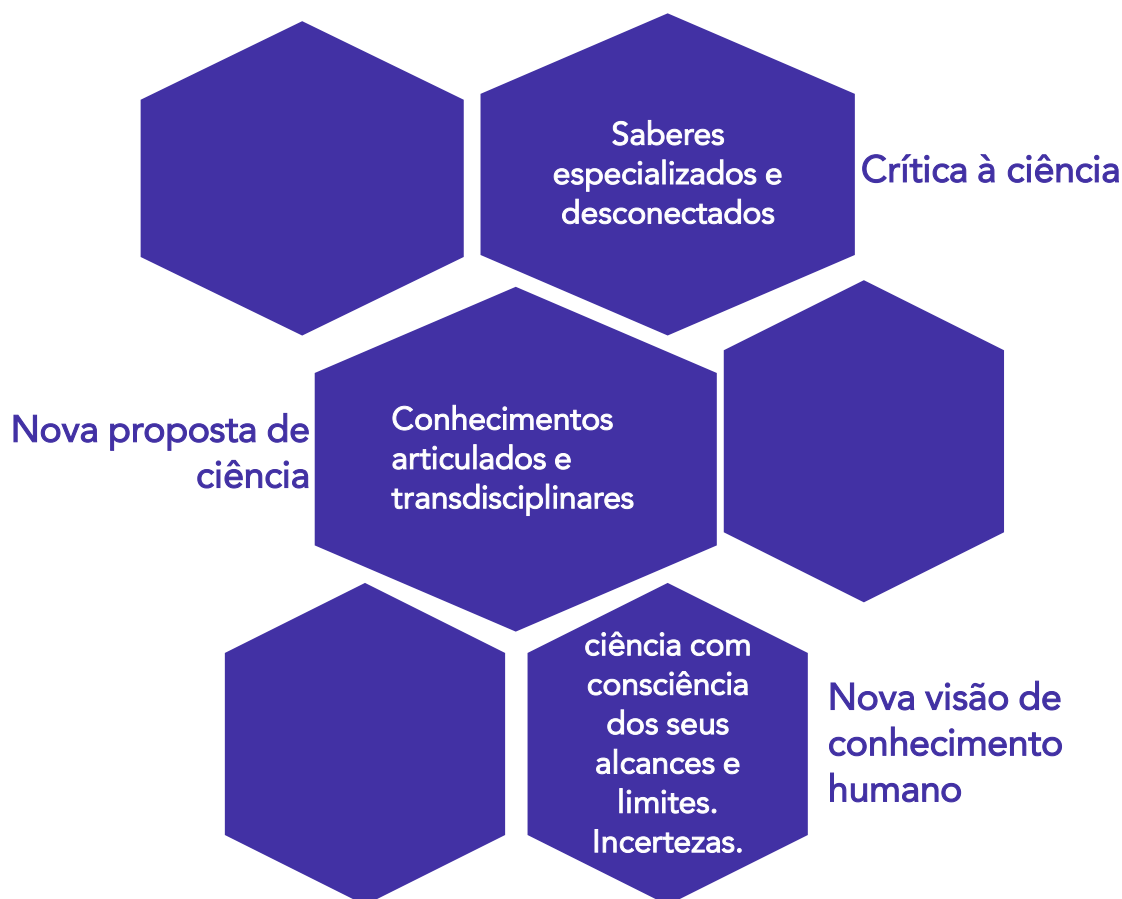 Saberes
especializados e
desconectados
Crítica à ciência
Nova proposta de
ciência
Conhecimentos
articulados e
transdisciplinares
ciência com
consciência
dos seus
alcances e
limites.
Incertezas.
Nova visão de
conhecimento
humano